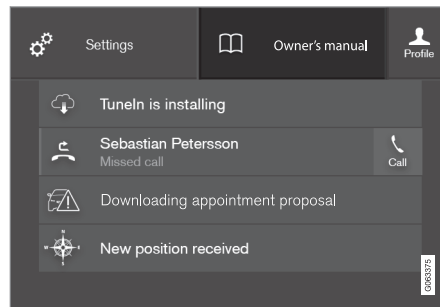 Settings
Owner's manual
Profile
TuneIn is installing
Sebastian Petersson
Missed call
Call
Downloading appointment proposal
N
W
S
New position received
G063375